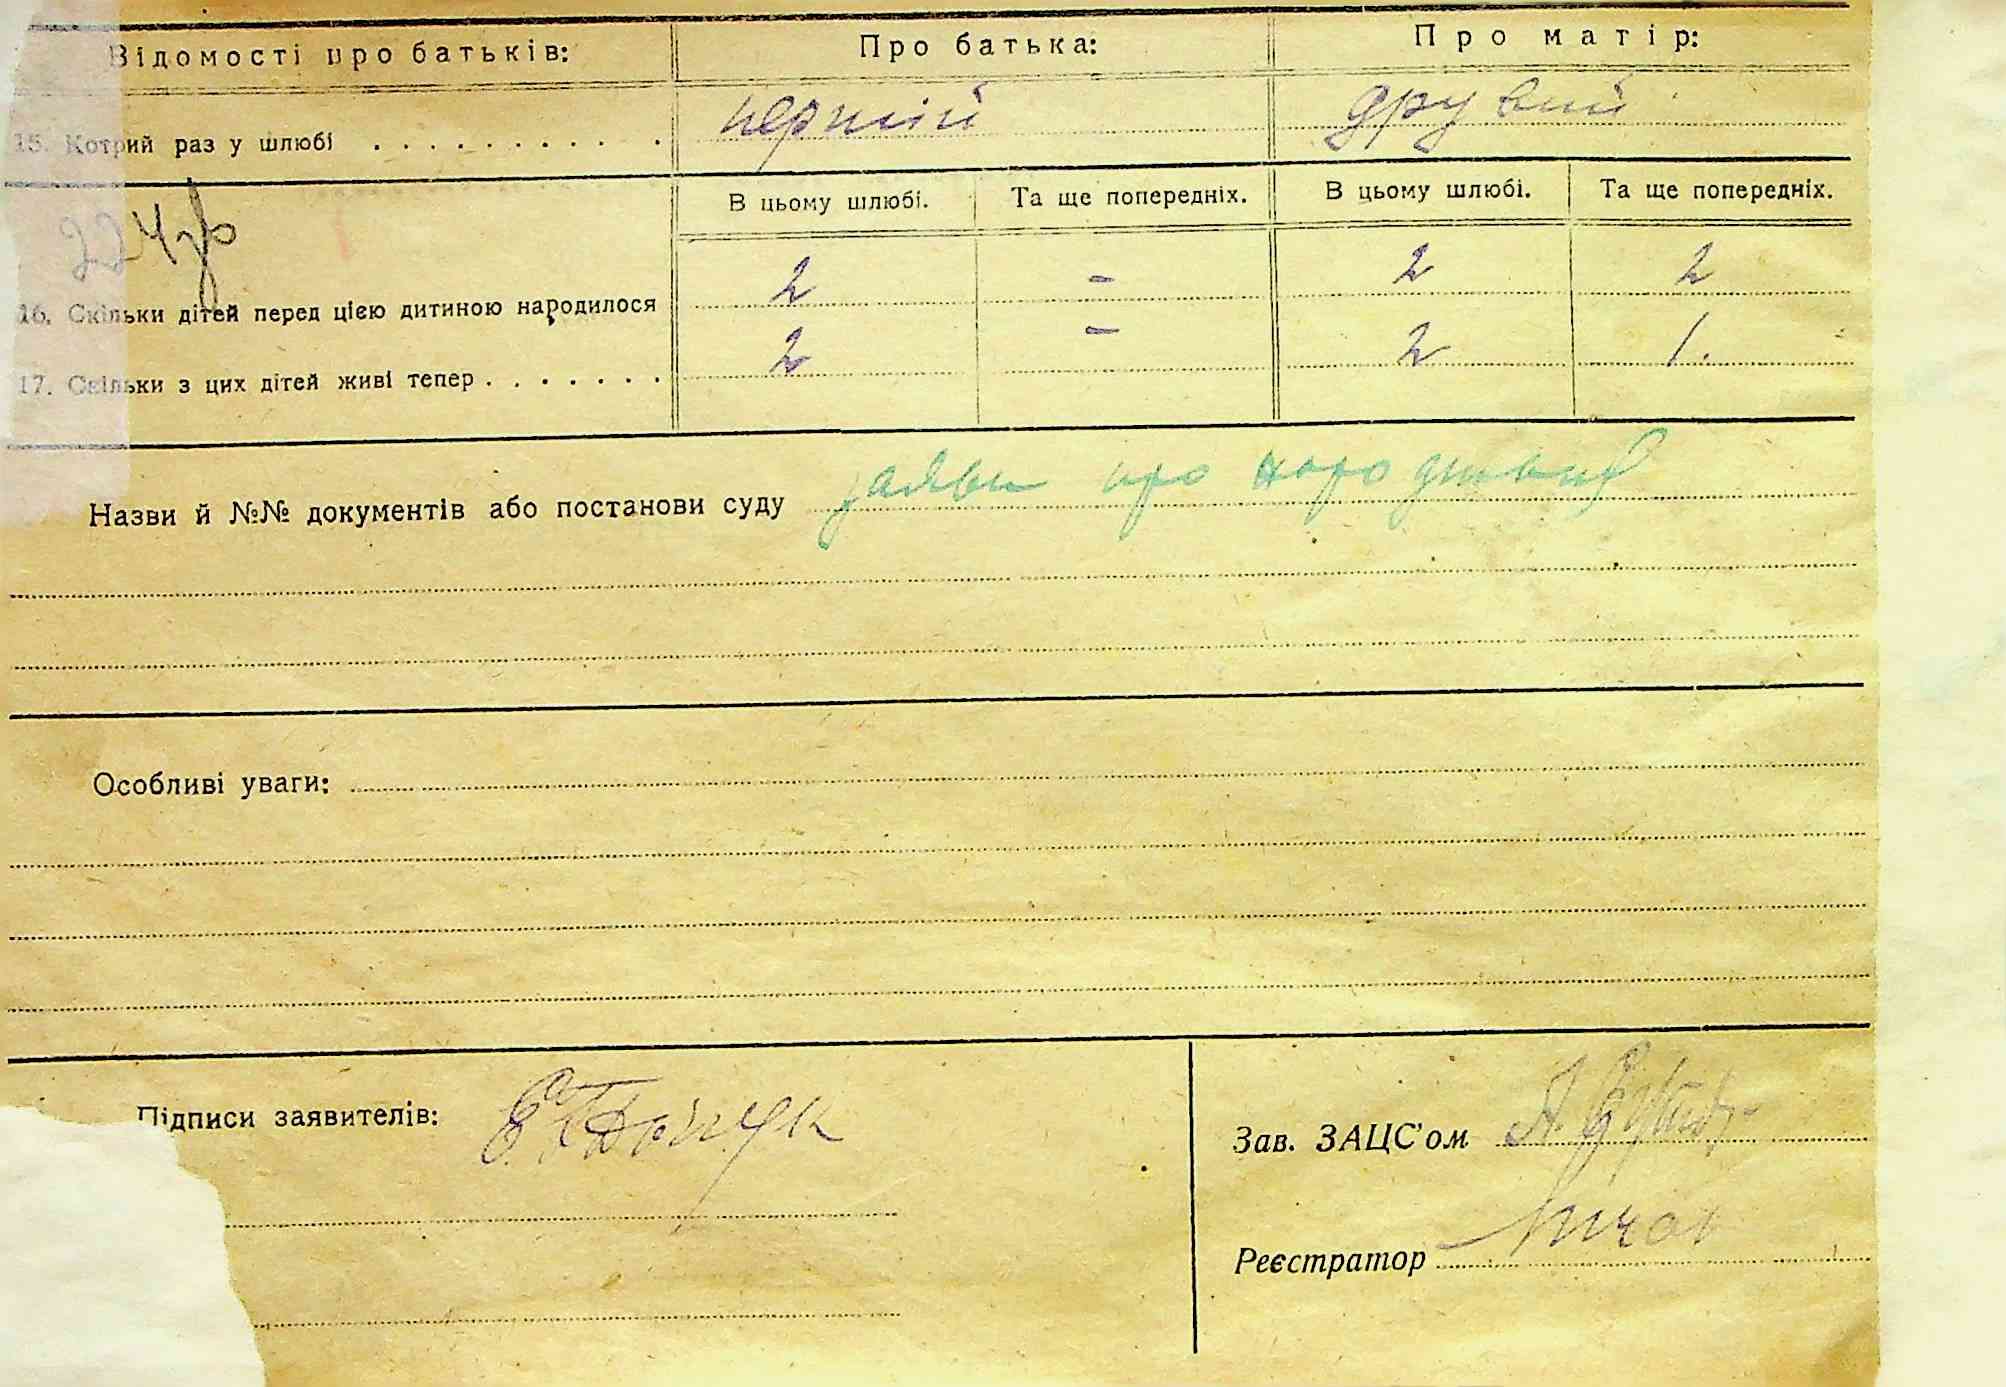 Відомості про батьків: Про батька: Про матір:
15. Котрий раз у шлюбі . . . . . . . . . . . перший другий
В цьому шлюбі. Та ще попередніх. В цьому шлюбі. Та ще попередніх.
224
16. Скільки дітей перед цією дитиною народилося 2 - 2 2
17. Скільки з цих дітей живі тепер . . . . . . . 2 - 2 1.
Назви й №№ документів або постанови суду заяви про народження
Особливі уваги:
Підписи заявителів:
Зав. ЗАЦС'ом
Реєстратор